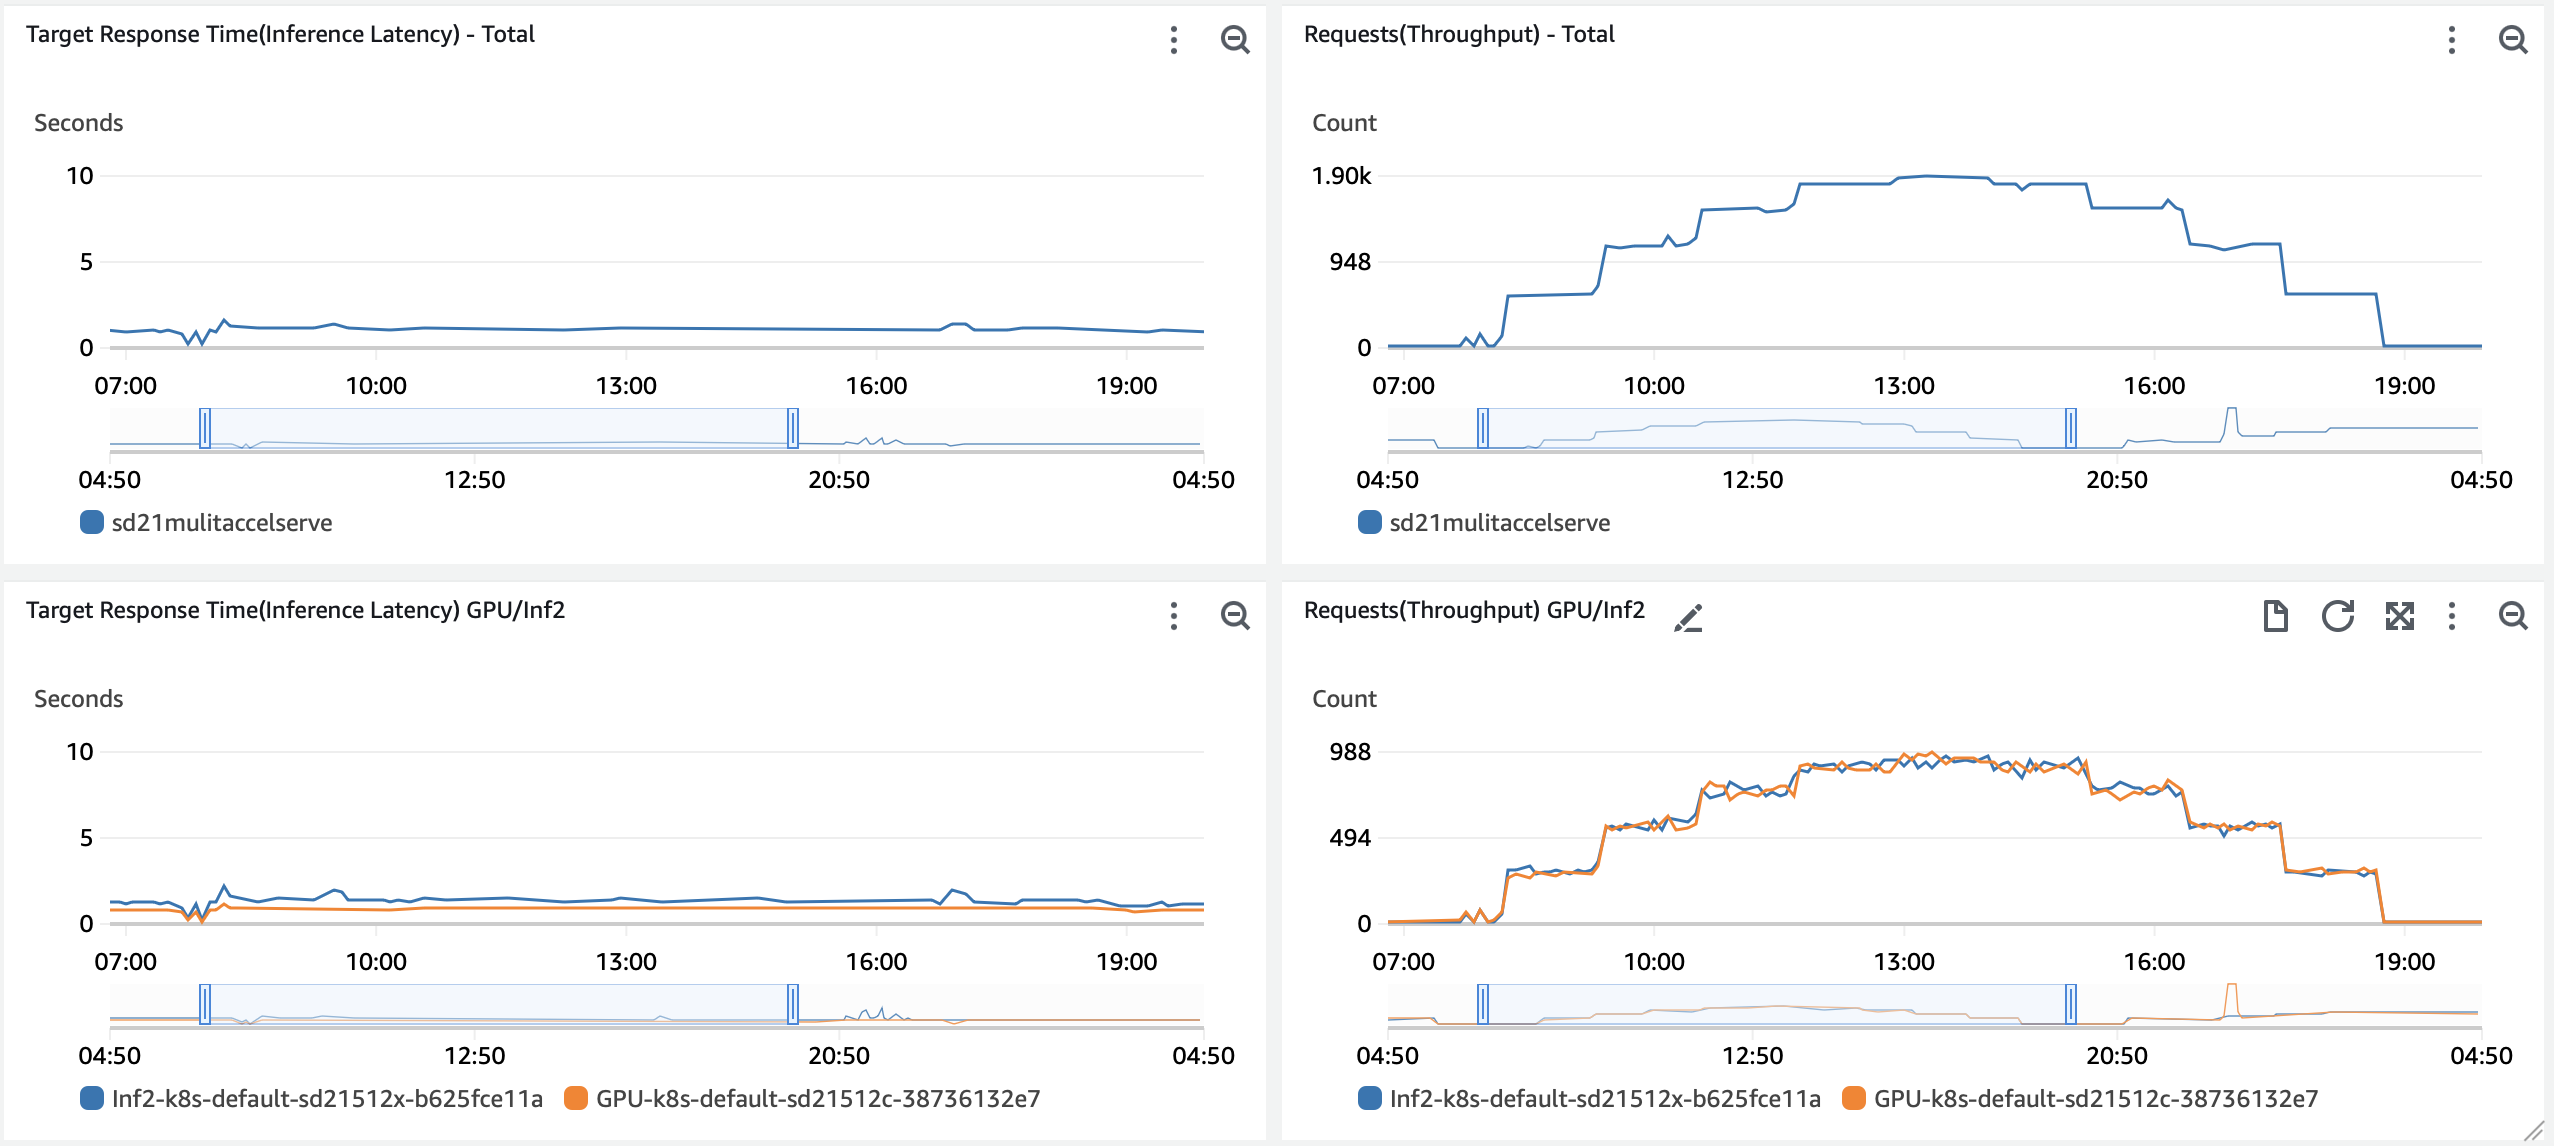 Target Response Time(Inference Latency) - Total
Seconds
10
5
0
07:00 10:00 13:00 16:00 19:00
04:50 12:50 20:50 04:50
sd21mulitaccelserve
Requests(Throughput) - Total
Count
1.90k
948
0
07:00 10:00 13:00 16:00 19:00
04:50 12:50 20:50 04:50
sd21mulitaccelserve
Target Response Time(Inference Latency) GPU/Inf2
Seconds
10
5
0
07:00 10:00 13:00 16:00 19:00
04:50 12:50 20:50 04:50
Inf2-k8s-default-sd21512x-b625fce11a GPU-k8s-default-sd21512c-38736132e7
Requests(Throughput) GPU/Inf2
Count
988
494
0
07:00 10:00 13:00 16:00 19:00
04:50 12:50 20:50 04:50
Inf2-k8s-default-sd21512x-b625fce11a GPU-k8s-default-sd21512c-38736132e7